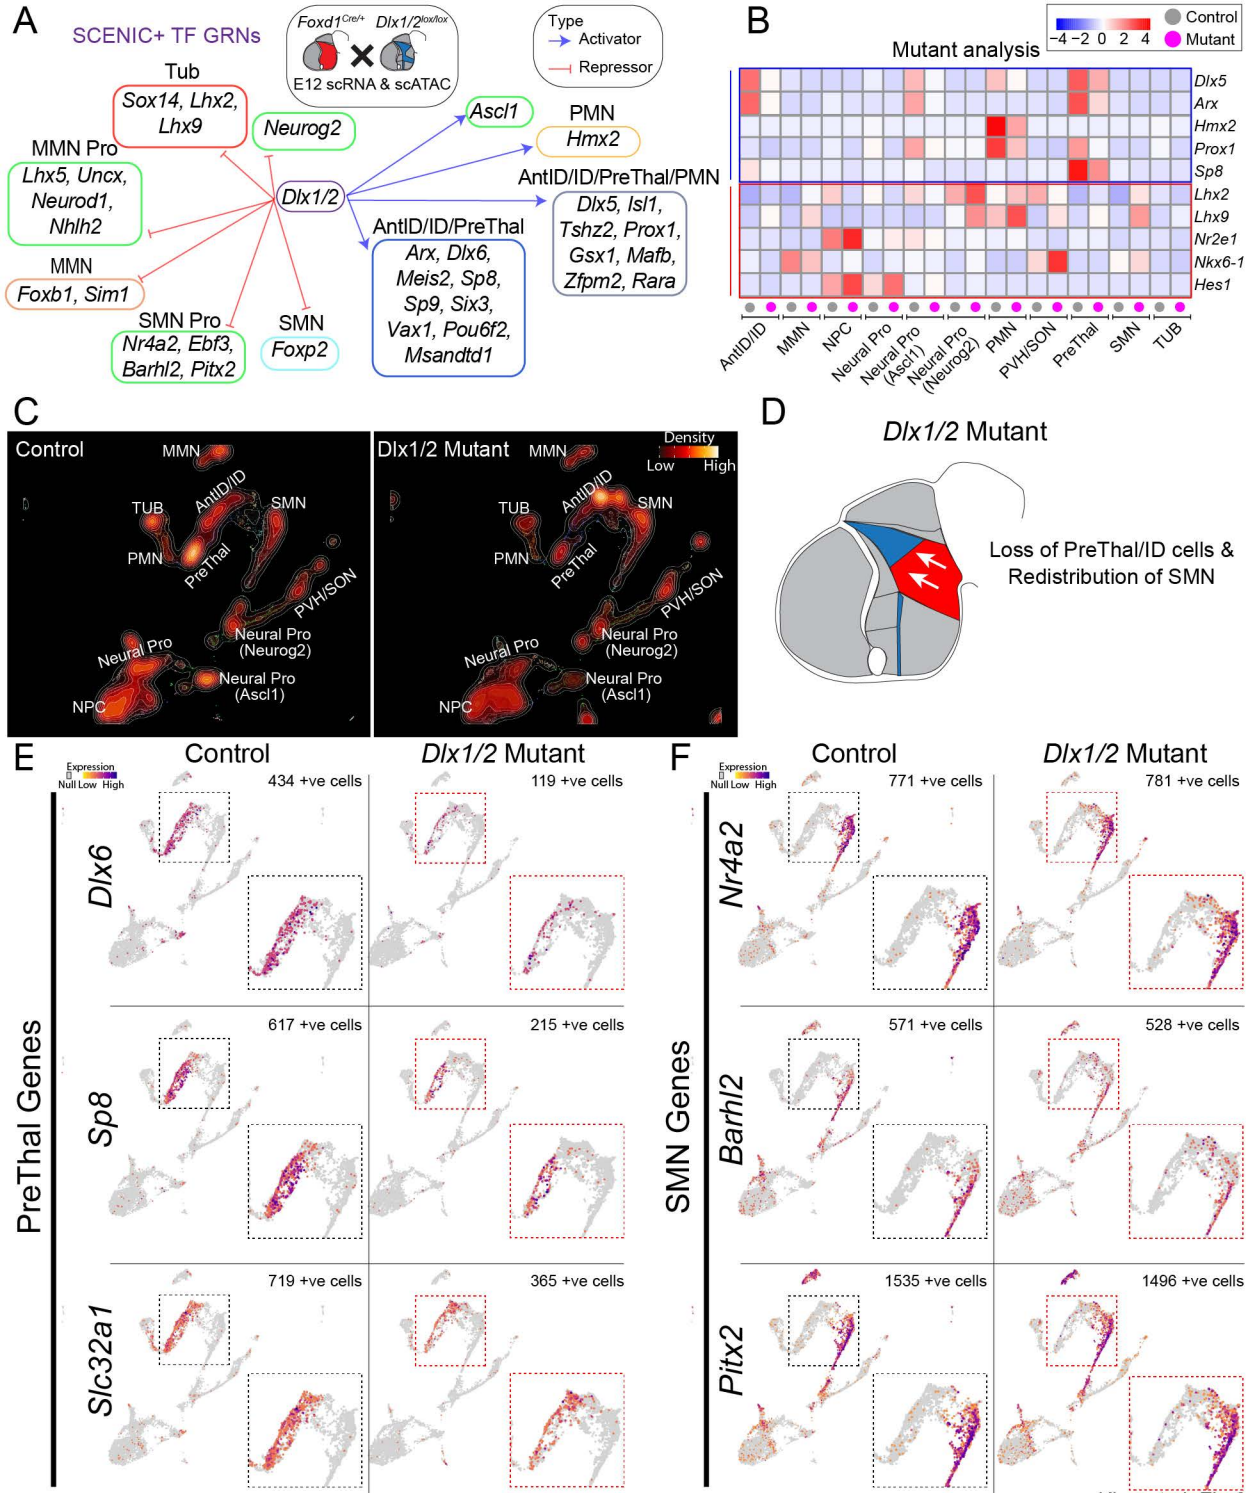 A
SCENIC+ TF GRNs
Foxd1Cre/+ Dlx1/2lox/lox
E12 scRNA & scATAC
Type
Activator
Repressor
Tub
Sox14, Lhx2,
Lhx9
Neurog2
Ascl1
PMN
Hmx2
MMN Pro
Lhx5, Uncx,
Neurod1,
Nhlh2
Dlx1/2
AntID/ID/PreThal/PMN
Dlx5, Isl1,
Tshz2, Prox1,
Gsx1, Mafb,
Zfpm2, Rara
MMN
Foxb1, Sim1
AntID/ID/PreThal
Arx, Dlx6,
Meis2, Sp8,
Sp9, Six3,
Vax1, Pou6f2,
Msandtd1
SMN Pro
Nr4a2, Ebf3,
Barhl2, Pitx2
SMN
Foxp2
B
Mutant analysis
−4 −2 0 2 4
Control
Mutant
Dlx5
Arx
Hmx2
Prox1
Sp8
Lhx2
Lhx9
Nr2e1
Nkx6-1
Hes1
AntID/ID
MMN
NPC
Neural Pro
Neural Pro
(Ascl1)
Neural Pro
(Neurog2)
PMN
PVH/SON
PreThal
SMN
TUB
C
Control
MMN
AntID/ID
TUB
SMN
PMN
PreThal
PVH/SON
Neural Pro
Neural Pro
(Neurog2)
Neural Pro
(Ascl1)
NPC
Dlx1/2 Mutant
Density
Low High
MMN
AntID/ID
TUB
SMN
PMN
PreThal
PVH/SON
Neural Pro
Neural Pro
(Neurog2)
Neural Pro
(Ascl1)
NPC
D
Dlx1/2 Mutant
Loss of PreThal/ID cells &
Redistribution of SMN
E
Control
Dlx1/2 Mutant
Expression
Null Low High
PreThal Genes
Dlx6
434 +ve cells
119 +ve cells
Sp8
617 +ve cells
215 +ve cells
Slc32a1
719 +ve cells
365 +ve cells
F
Control
Dlx1/2 Mutant
Expression
Null Low High
SMN Genes
Nr4a2
771 +ve cells
781 +ve cells
Barhl2
571 +ve cells
528 +ve cells
Pitx2
1535 +ve cells
1496 +ve cells